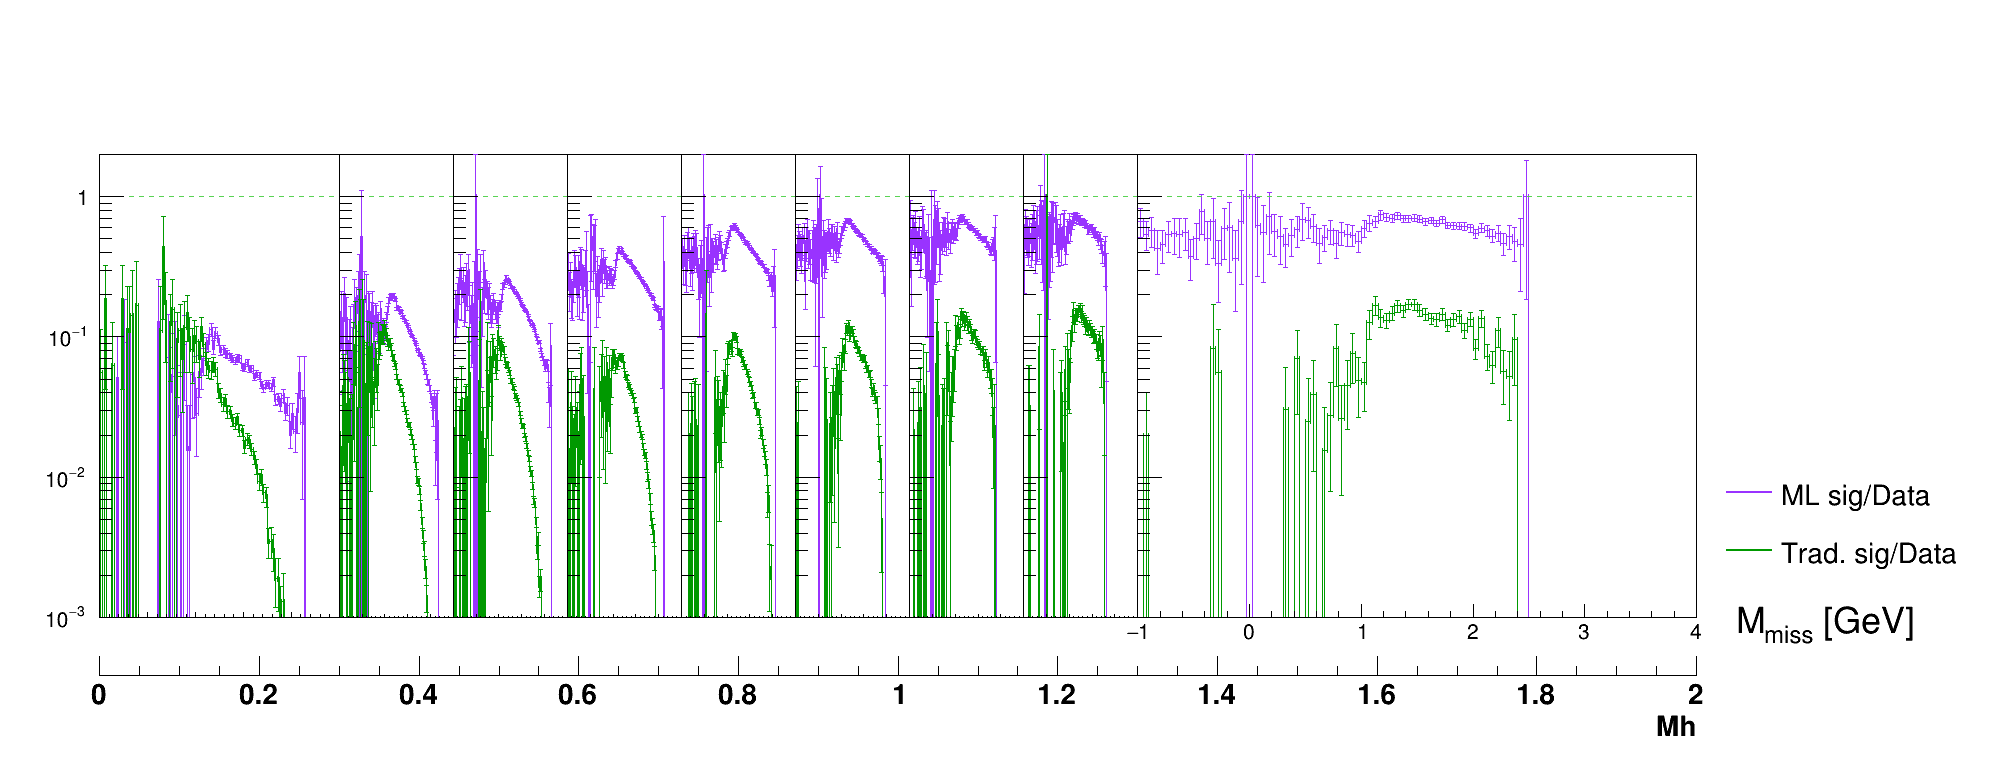 1
10−1
10−2
10−3
ML sig/Data
Trad. sig/Data
Mmiss [GeV]
−1 0 1 2 3 4
0 0.2 0.4 0.6 0.8 1 1.2 1.4 1.6 1.8 2
Mh